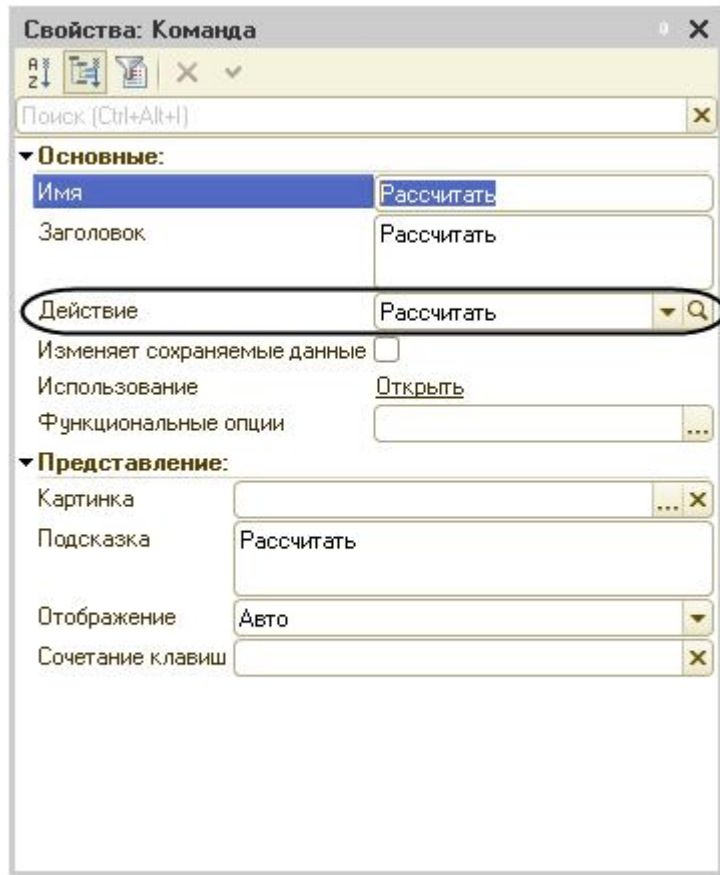 Свойства: Команда
Поиск (Ctrl+Alt+I)
Основные:
Имя Рассчитать
Заголовок Рассчитать
Действие Рассчитать
Изменяет сохраняемые данные
Использование Открыть
Функциональные опции ...
Представление:
Картинка ...
Подсказка Рассчитать
Отображение Авто
Сочетание клавиш